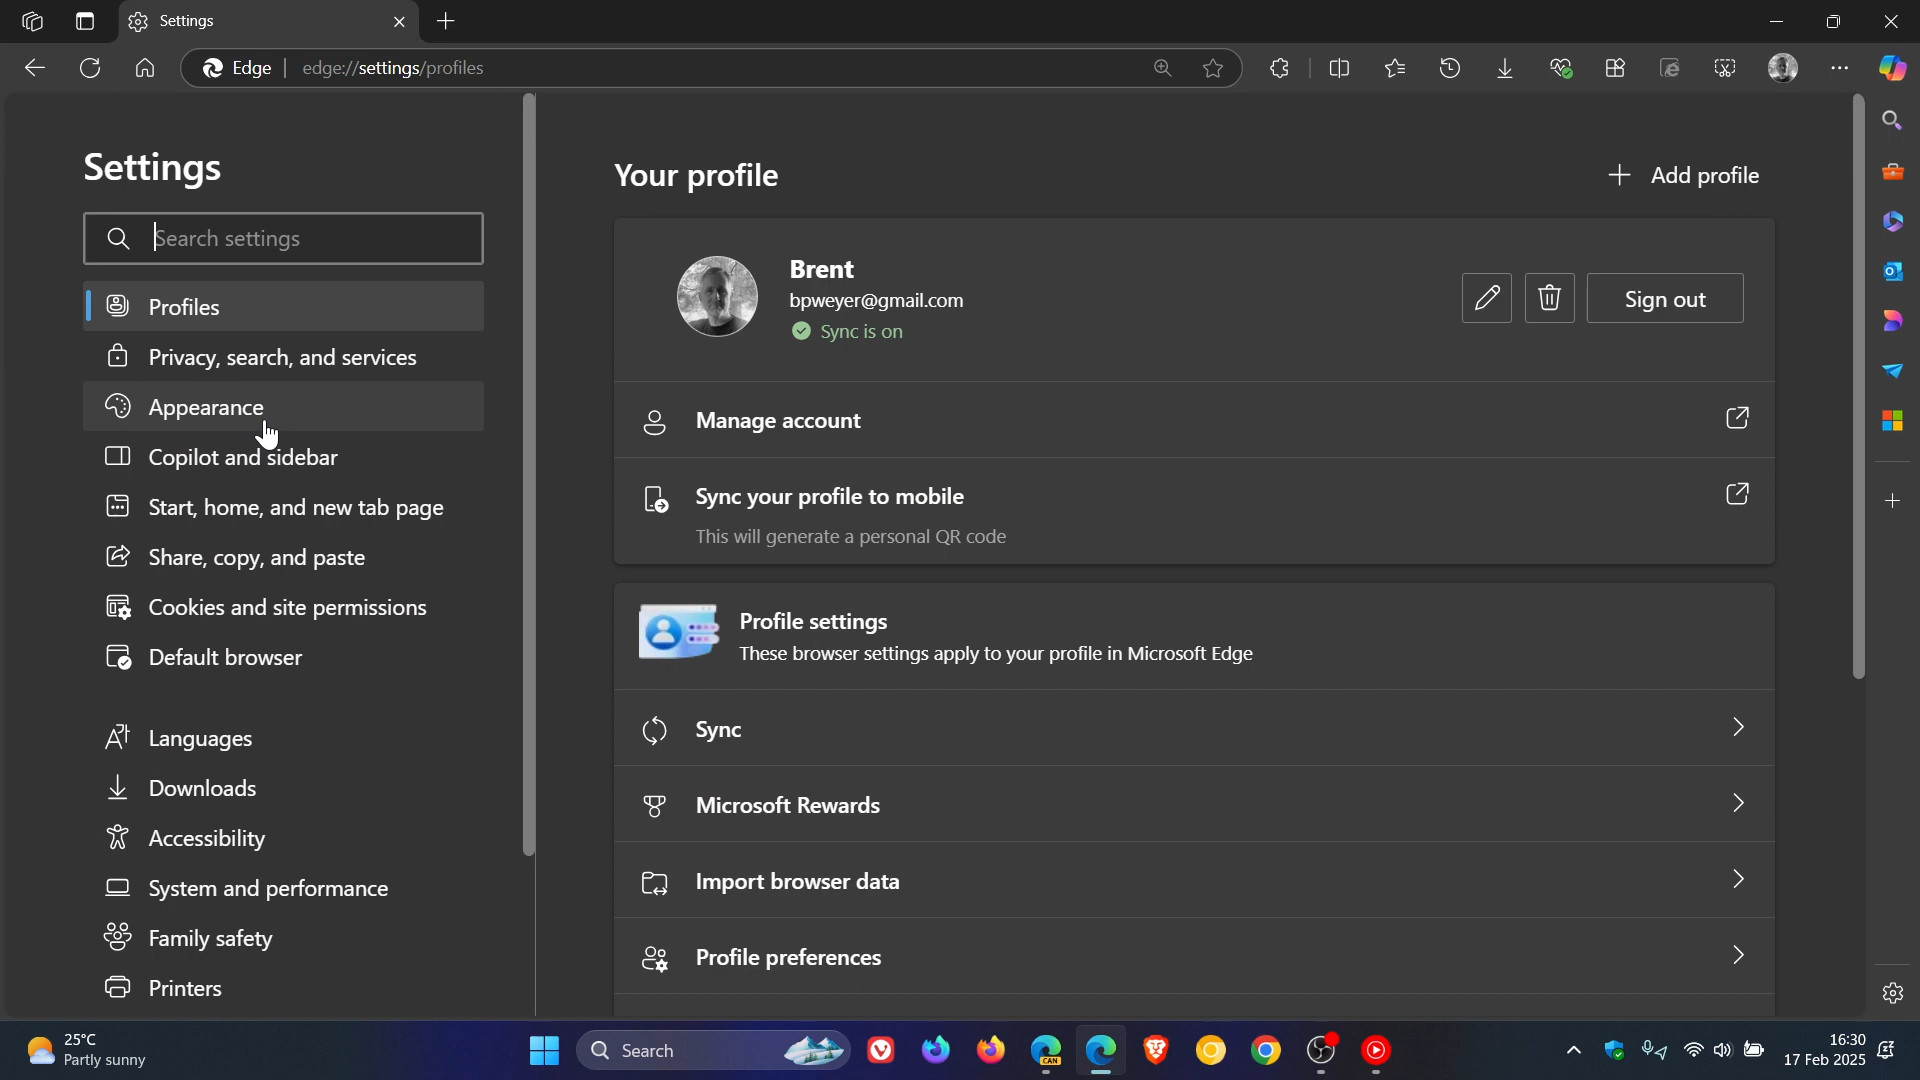 Settings
Edge
edge://settings/profiles
Settings
Search settings
Profiles
Privacy, search, and services
Appearance
Copilot and sidebar
Start, home, and new tab page
Share, copy, and paste
Cookies and site permissions
Default browser
Languages
Downloads
Accessibility
System and performance
Family safety
Printers
Your profile
Add profile
Brent
bpweyer@gmail.com
Sync is on
Sign out
Manage account
Sync your profile to mobile
This will generate a personal QR code
Profile settings
These browser settings apply to your profile in Microsoft Edge
Sync
Microsoft Rewards
Import browser data
Profile preferences
25°C
Partly sunny
Search
CAN
16:30
17 Feb 2025